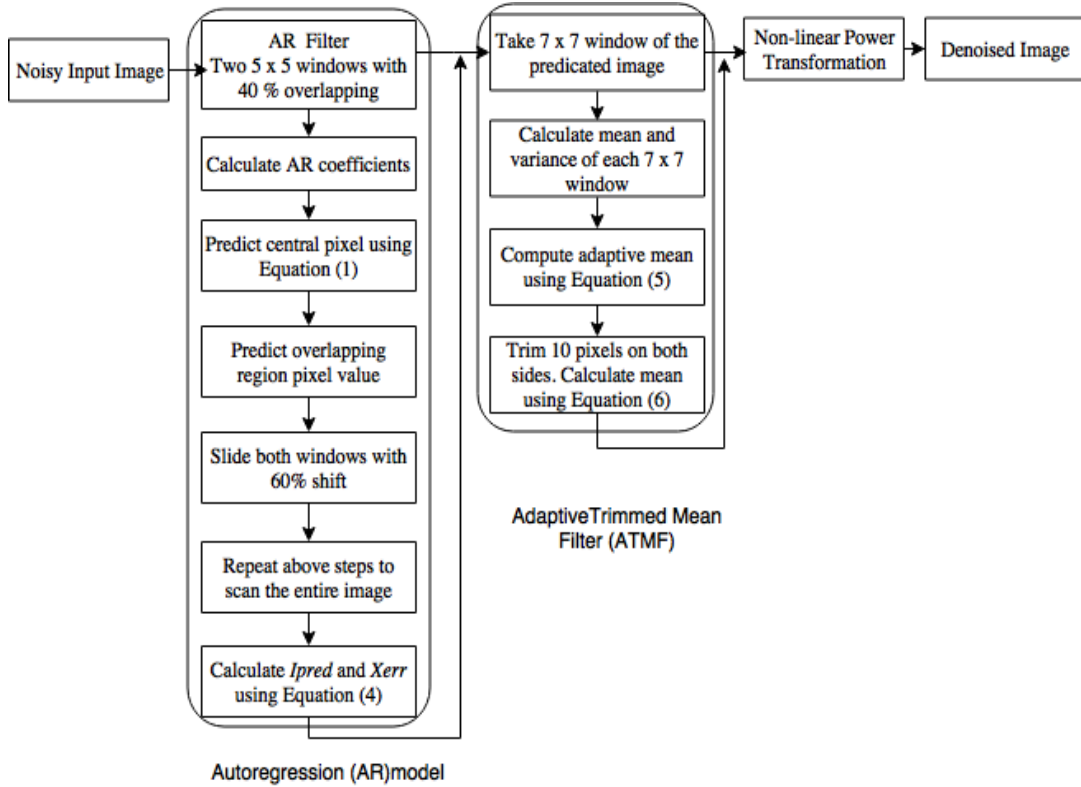 Noisy Input Image
AR Filter
Two 5 x 5 windows with
40 % overlapping
Calculate AR coefficients
Predict central pixel using
Equation (1)
Predict overlapping
region pixel value
Slide both windows with
60% shift
Repeat above steps to
scan the entire image
Calculate Ipred and Xerr
using Equation (4)
Autoregression (AR)model
Take 7 x 7 window of the
predicated image
Calculate mean and
variance of each 7 x 7
window
Compute adaptive mean
using Equation (5)
Trim 10 pixels on both
sides. Calculate mean
using Equation (6)
AdaptiveTrimmed Mean
Filter (ATMF)
Non-linear Power
Transformation
Denoised Image